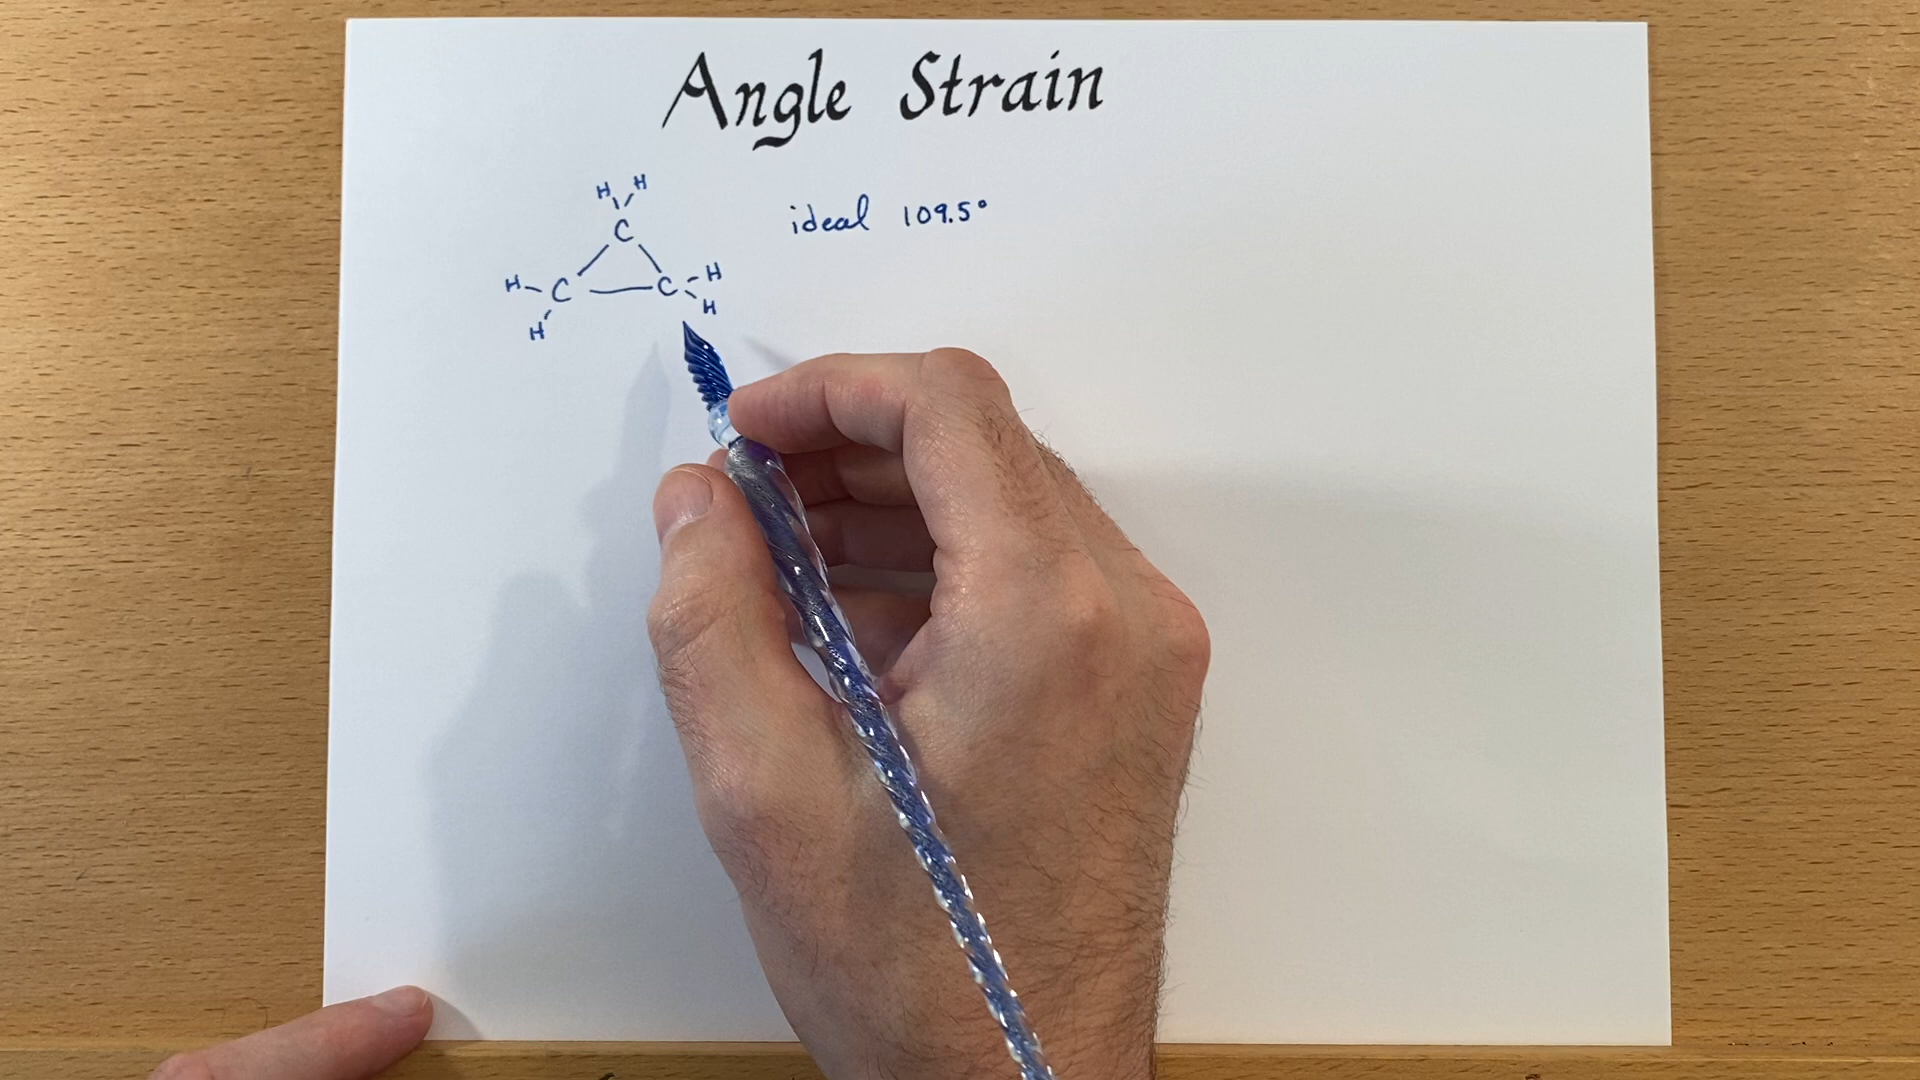 Angle Strain
H H
C
ideal 109.5°
H C C H
H H